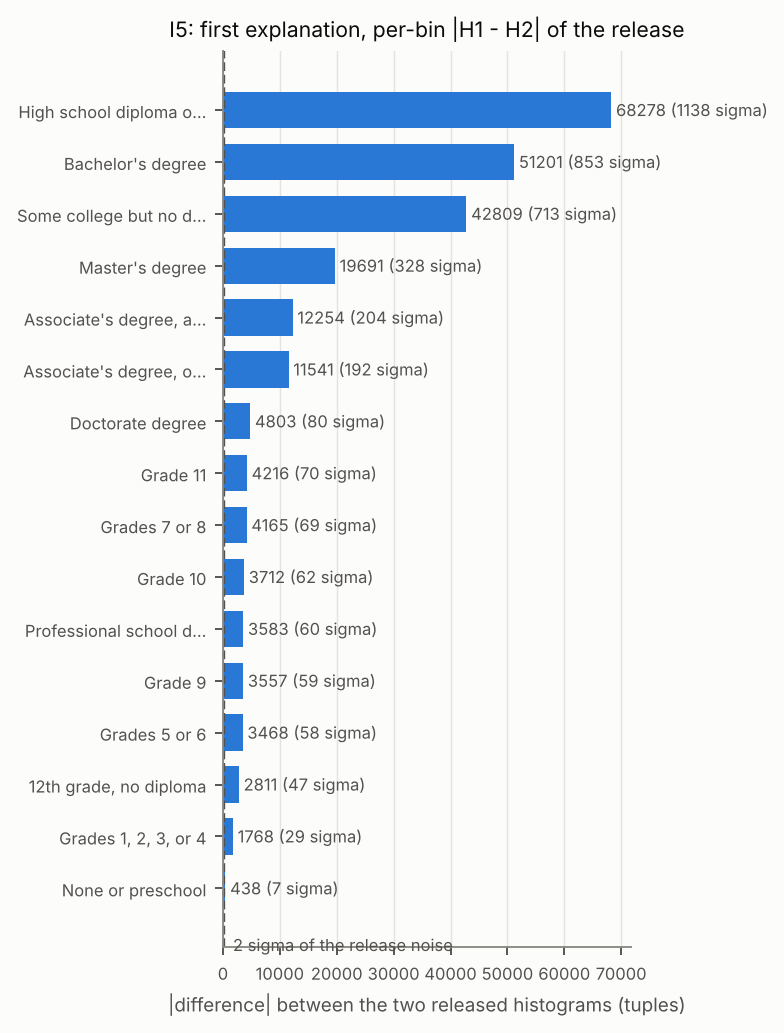 I5: first explanation, per-bin |H1 - H2| of the release
High school diploma o... 68278 (1138 sigma)
Bachelor's degree 51201 (853 sigma)
Some college but no d... 42809 (713 sigma)
Master's degree 19691 (328 sigma)
Associate's degree, a... 12254 (204 sigma)
Associate's degree, o... 11541 (192 sigma)
Doctorate degree 4803 (80 sigma)
Grade 11 4216 (70 sigma)
Grades 7 or 8 4165 (69 sigma)
Grade 10 3712 (62 sigma)
Professional school d... 3583 (60 sigma)
Grade 9 3557 (59 sigma)
Grades 5 or 6 3468 (58 sigma)
12th grade, no diploma 2811 (47 sigma)
Grades 1, 2, 3, or 4 1768 (29 sigma)
None or preschool 438 (7 sigma)
2 sigma of the release noise
0 10000 20000 30000 40000 50000 60000 70000
|difference| between the two released histograms (tuples)